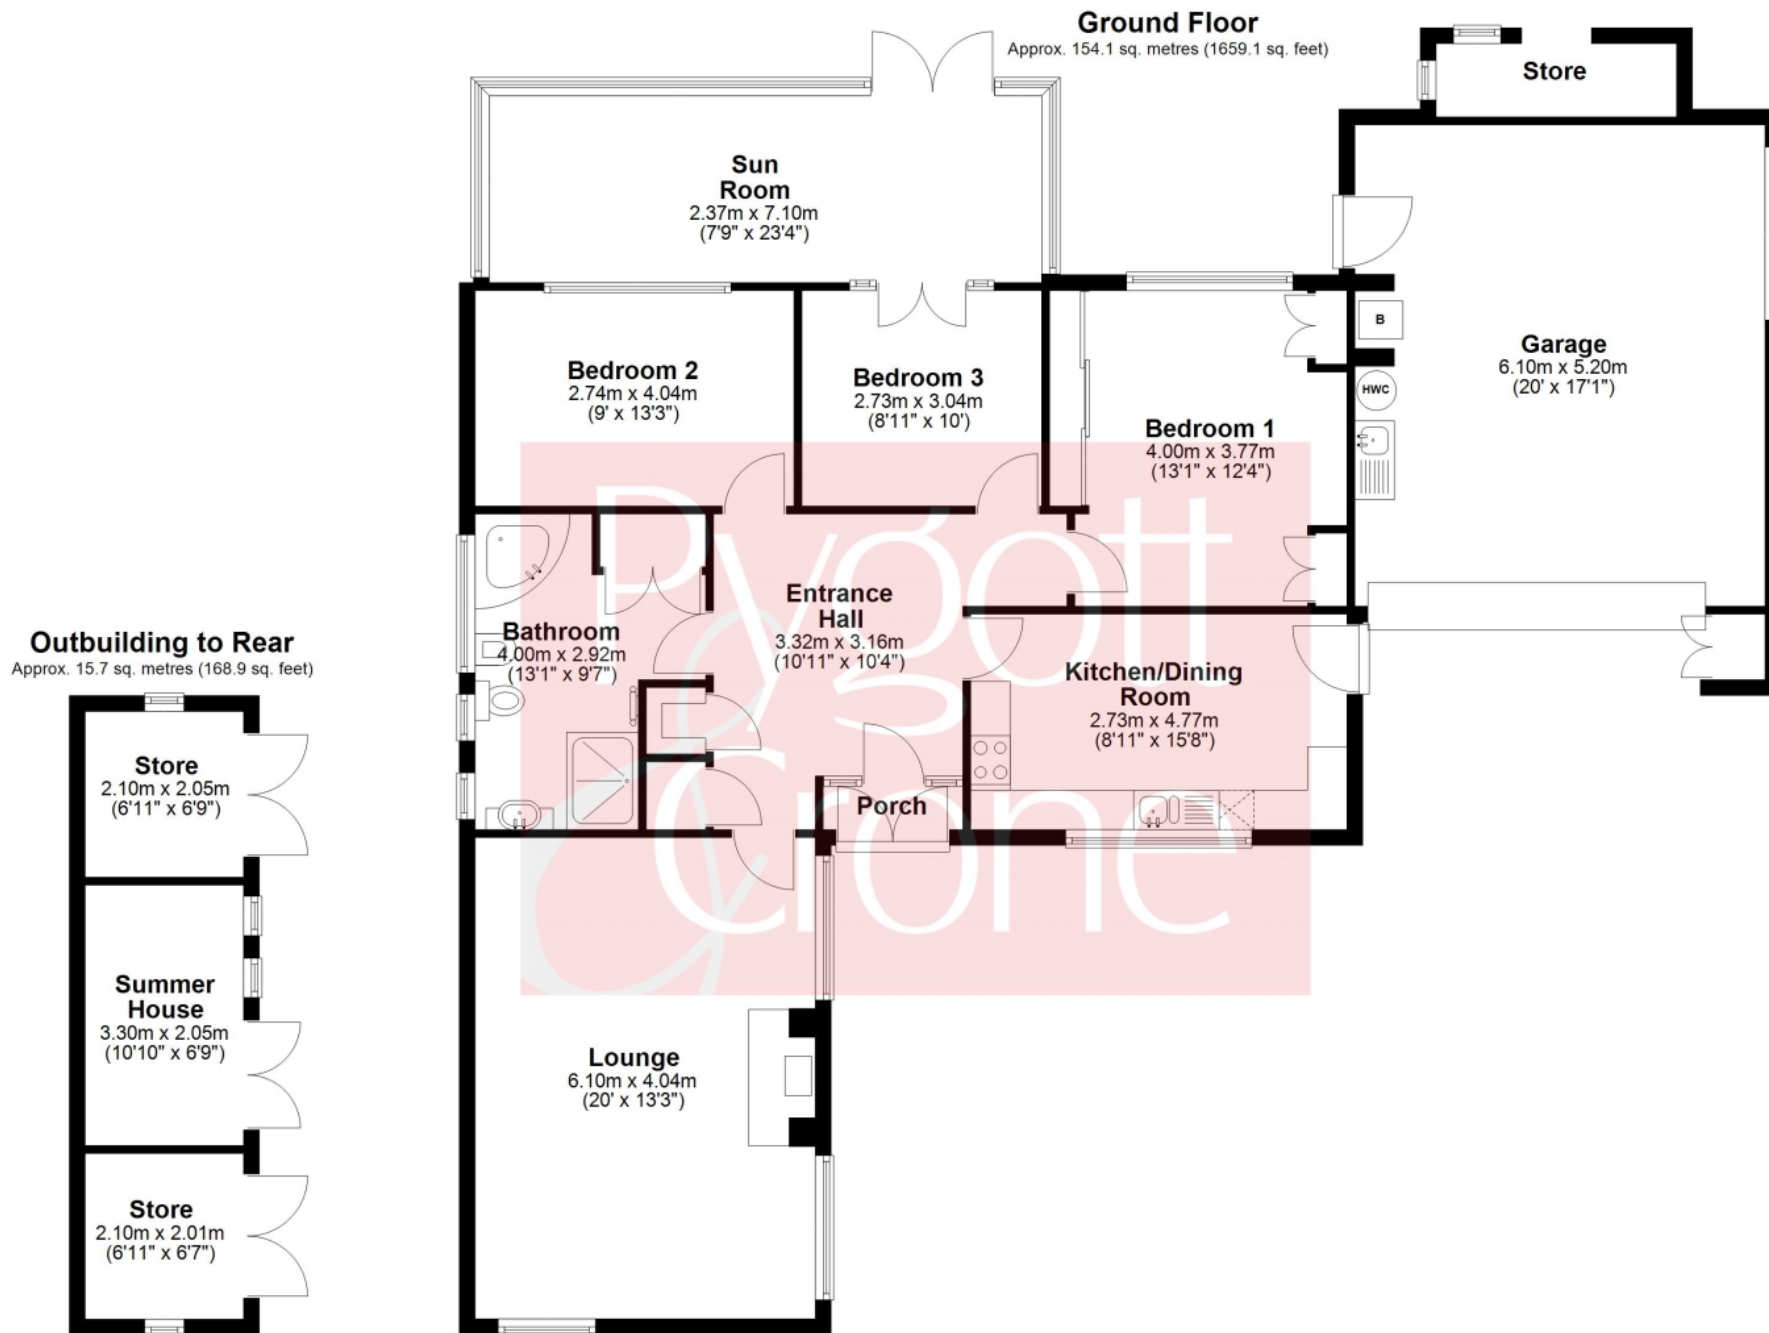 Ground Floor
Approx. 154.1 sq. metres (1659.1 sq. feet)
Store
Sun
Room
2.37m x 7.10m
(7'9" x 23'4")
Bedroom 2
2.74m x 4.04m
(9' x 13'3")
Bedroom 3
2.73m x 3.04m
(8'11" x 10')
Bedroom 1
4.00m x 3.77m
(13'1" x 12'4")
B
HWC
Garage
6.10m x 5.20m
(20' x 17'1")
Bathroom
4.00m x 2.92m
(13'1" x 9'7")
Entrance
Hall
3.32m x 3.16m
(10'11" x 10'4")
Kitchen/Dining
Room
2.73m x 4.77m
(8'11" x 15'8")
Porch
Lounge
6.10m x 4.04m
(20' x 13'3")
Outbuilding to Rear
Approx. 15.7 sq. metres (168.9 sq. feet)
Store
2.10m x 2.05m
(6'11" x 6'9")
Summer
House
3.30m x 2.05m
(10'10" x 6'9")
Store
2.10m x 2.01m
(6'11" x 6'7")
Pygott
& Crone